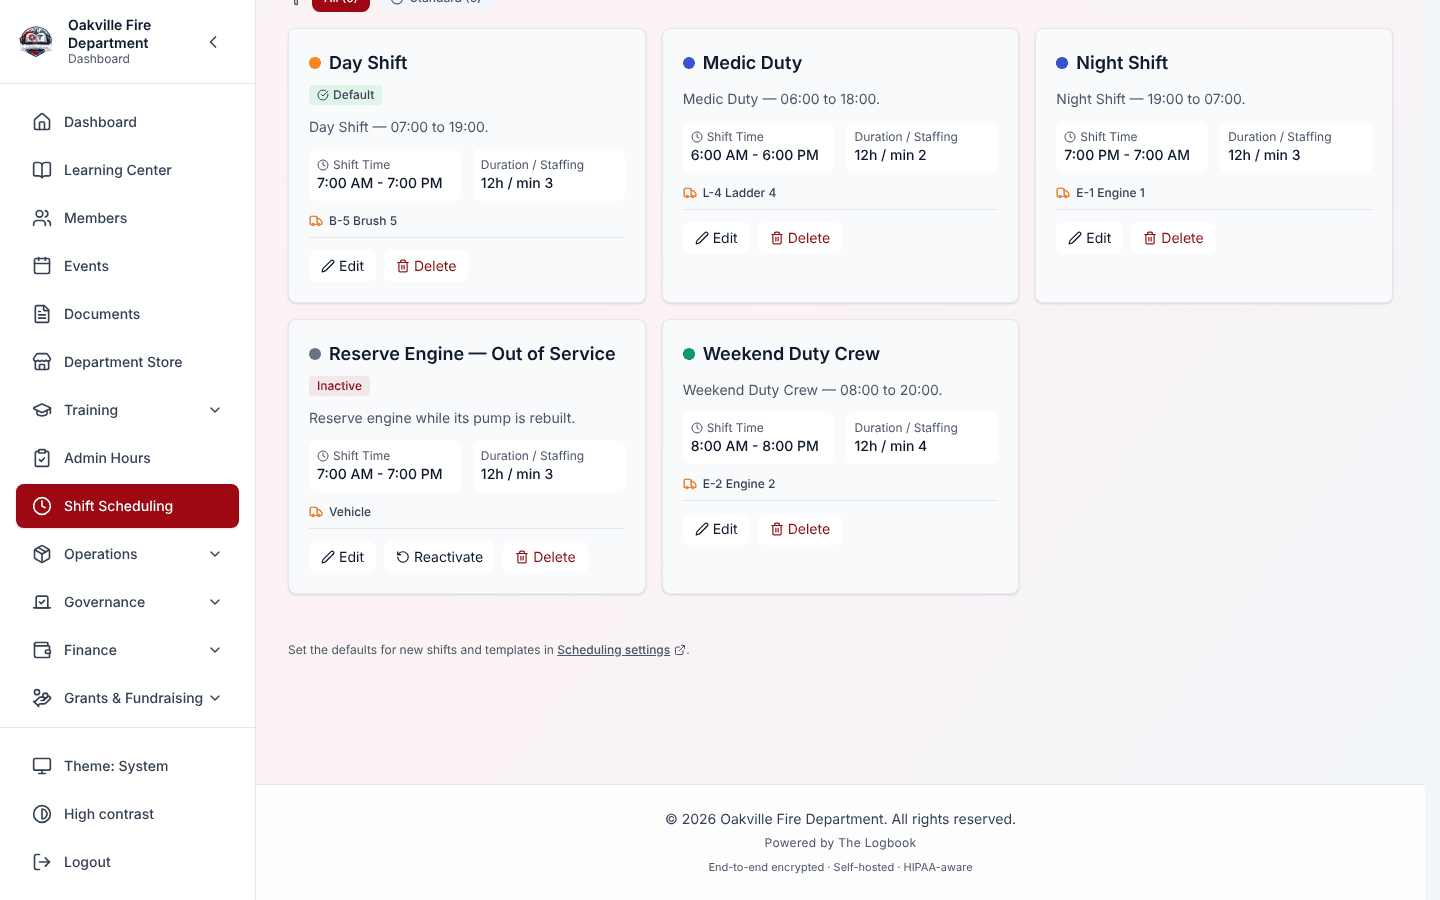 Oakville Fire
Department
Dashboard
Dashboard
Learning Center
Members
Events
Documents
Department Store
Training
Admin Hours
Shift Scheduling
Operations
Governance
Finance
Grants & Fundraising
Theme: System
High contrast
Logout
Day Shift
Default
Day Shift — 07:00 to 19:00.
Shift Time
7:00 AM - 7:00 PM
Duration / Staffing
12h / min 3
B-5 Brush 5
Edit
Delete
Medic Duty
Medic Duty — 06:00 to 18:00.
Shift Time
6:00 AM - 6:00 PM
Duration / Staffing
12h / min 2
L-4 Ladder 4
Edit
Delete
Night Shift
Night Shift — 19:00 to 07:00.
Shift Time
7:00 PM - 7:00 AM
Duration / Staffing
12h / min 3
E-1 Engine 1
Edit
Delete
Reserve Engine — Out of Service
Inactive
Reserve engine while its pump is rebuilt.
Shift Time
7:00 AM - 7:00 PM
Duration / Staffing
12h / min 3
Vehicle
Edit
Reactivate
Delete
Weekend Duty Crew
Weekend Duty Crew — 08:00 to 20:00.
Shift Time
8:00 AM - 8:00 PM
Duration / Staffing
12h / min 4
E-2 Engine 2
Edit
Delete
Set the defaults for new shifts and templates in Scheduling settings.
© 2026 Oakville Fire Department. All rights reserved.
Powered by The Logbook
End-to-end encrypted · Self-hosted · HIPAA-aware